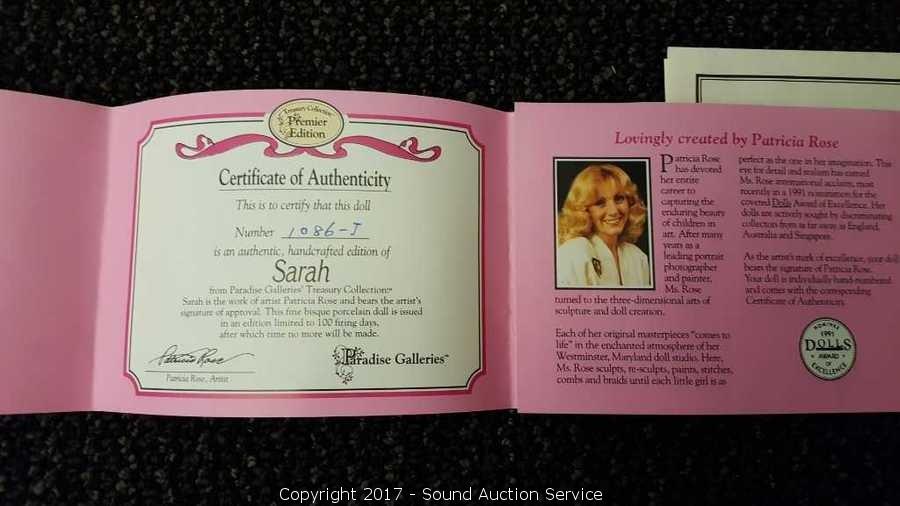 Treasury Collection
Premier
Edition
Certificate of Authenticity
This is to certify that this doll
Number 1086-J
is an authentic, handcrafted edition of
Sarah
from Paradise Galleries' Treasury Collection.™
Sarah is the work of artist Patricia Rose and bears the artist's
signature of approval. This fine bisque porcelain doll is issued
in an edition limited to 100 firing days,
after which time no more will be made.
Patricia Rose
Patricia Rose, Artist
Paradise Galleries™
Lovingly created by Patricia Rose
Patricia Rose
has devoted
her entire
career to
capturing the
enduring beauty
of children in
art. After many
years as a
leading portrait
photographer
and painter,
Ms. Rose
turned to the three-dimensional arts of
sculpture and doll creation.
Each of her original masterpieces "comes to
life" in the enchanted atmosphere of her
Westminster, Maryland doll studio. Here,
Ms. Rose sculpts, re-sculpts, paints, stitches,
combs and braids until each little girl is as
perfect as the one in her imagination. This
eye for detail and realism has earned
Ms. Rose international acclaim, most
recently in a 1991 nomination for the
coveted Dolls Award of Excellence. Her
dolls are actively sought by discriminating
collectors from as far away as England,
Australia and Singapore.
As the artist's mark of excellence, your doll
bears the signature of Patricia Rose.
Your doll is individually hand-numbered
and comes with the corresponding
Certificate of Authenticity.
NOMINEE
1991
DOLLS
AWARD
OF
EXCELLENCE
Copyright 2017 - Sound Auction Service